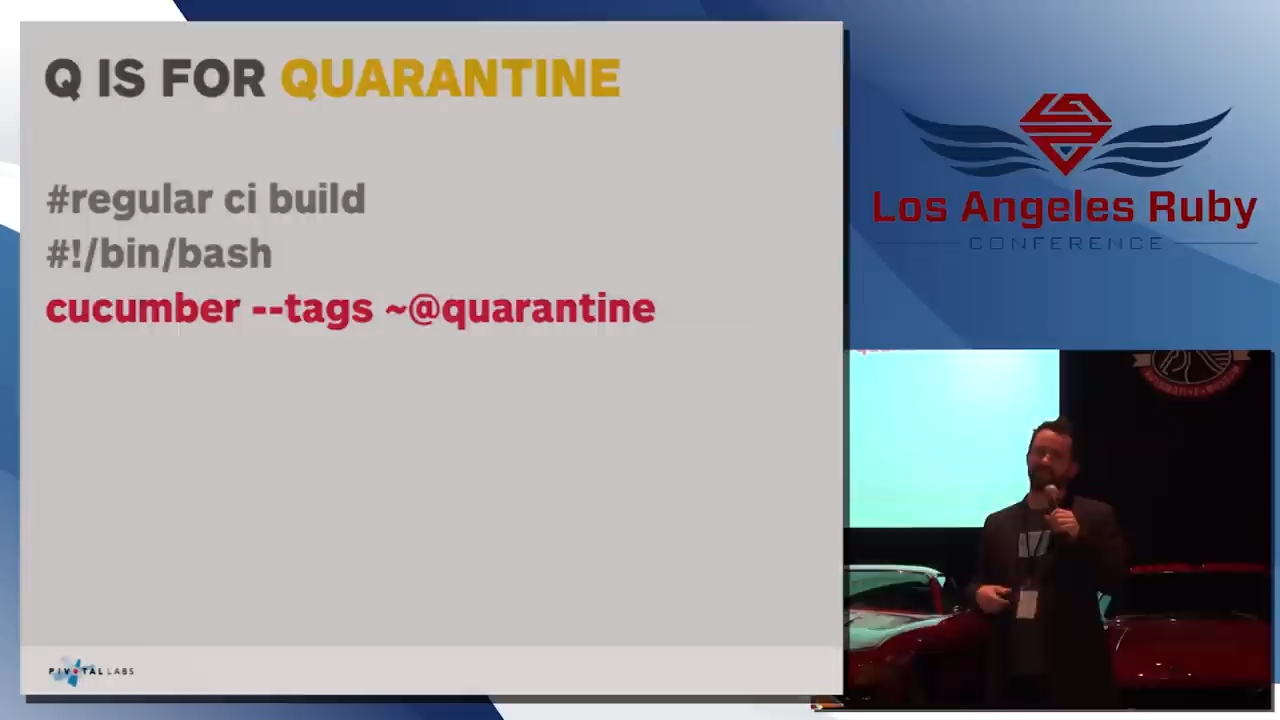 Q IS FOR QUARANTINE
#regular ci build
#!/bin/bash
cucumber --tags ~@quarantine
PIVOTAL LABS
Los Angeles Ruby
CONFERENCE